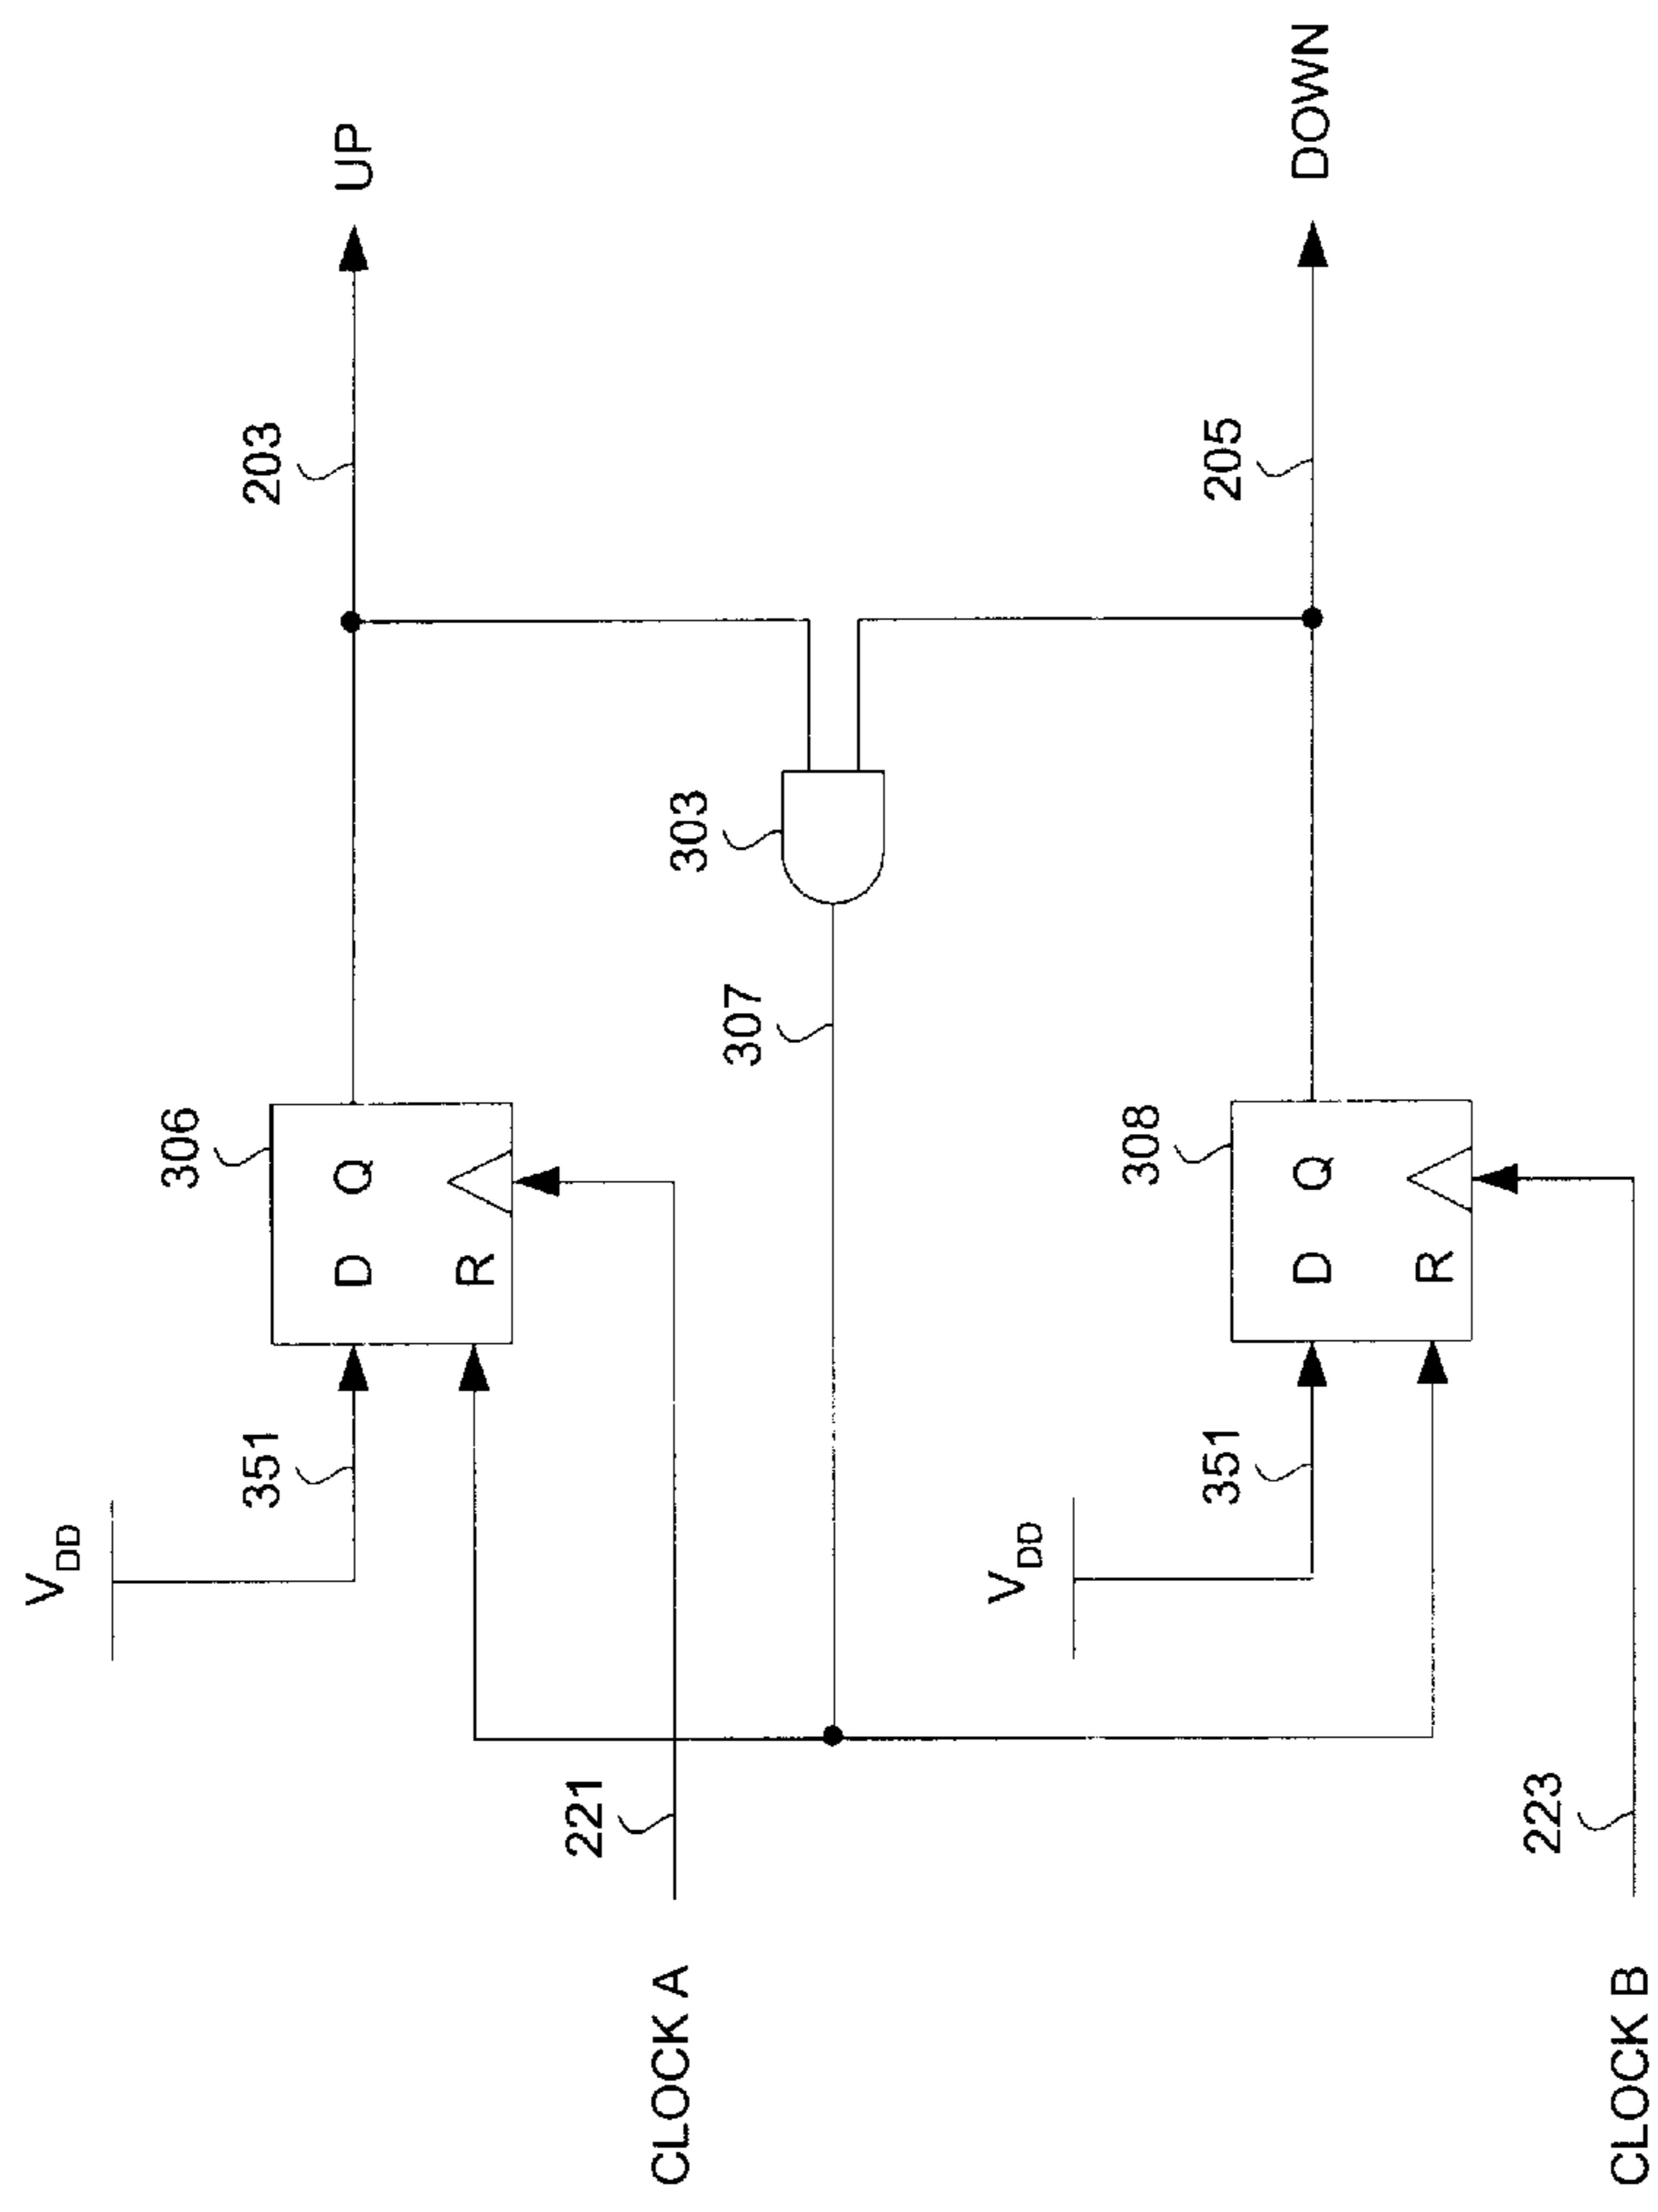 V_DD
351
306
D Q
R
203
UP
221
CLOCK A
307
303
V_DD
351
308
D Q
R
205
DOWN
223
CLOCK B